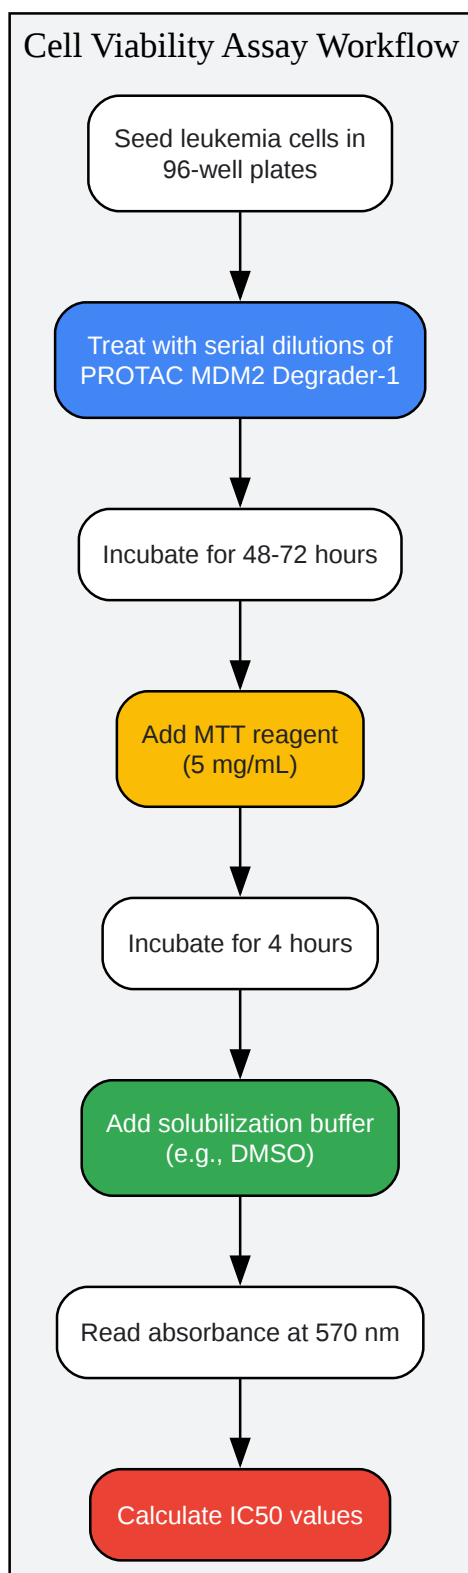 Cell Viability Assay Workflow
Seed leukemia cells in
96-well plates
Treat with serial dilutions of
PROTAC MDM2 Degrader-1
Incubate for 48-72 hours
Add MTT reagent
(5 mg/mL)
Incubate for 4 hours
Add solubilization buffer
(e.g., DMSO)
Read absorbance at 570 nm
Calculate IC50 values